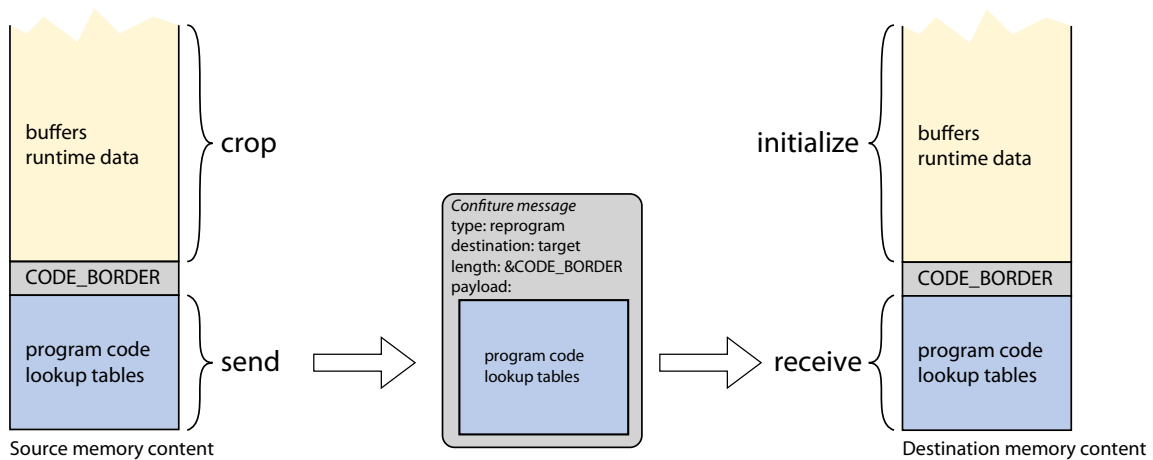 buffers
runtime data
crop
CODE_BORDER
program code
lookup tables
send
Source memory content
Confiture message
type: reprogram
destination: target
length: &CODE_BORDER
payload:
program code
lookup tables
initialize
buffers
runtime data
CODE_BORDER
receive
program code
lookup tables
Destination memory content